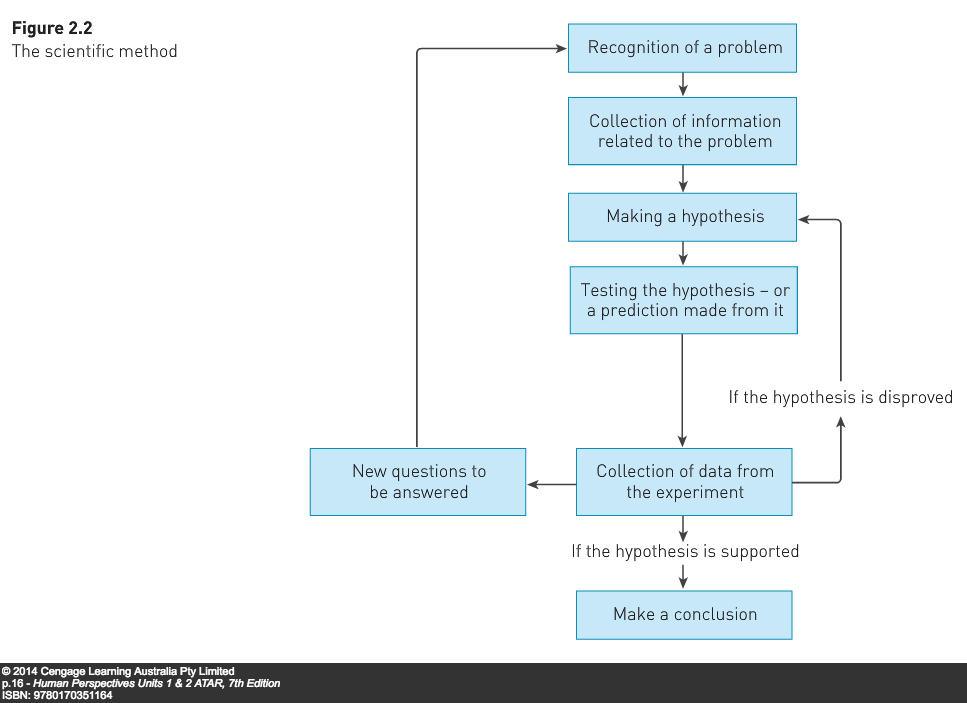 Figure 2.2
The scientific method
Recognition of a problem
Collection of information
related to the problem
Making a hypothesis
Testing the hypothesis – or
a prediction made from it
If the hypothesis is disproved
New questions to
be answered
Collection of data from
the experiment
If the hypothesis is supported
Make a conclusion
© 2014 Cengage Learning Australia Pty Limited
p.16 - Human Perspectives Units 1 & 2 ATAR, 7th Edition
ISBN: 9780170351164